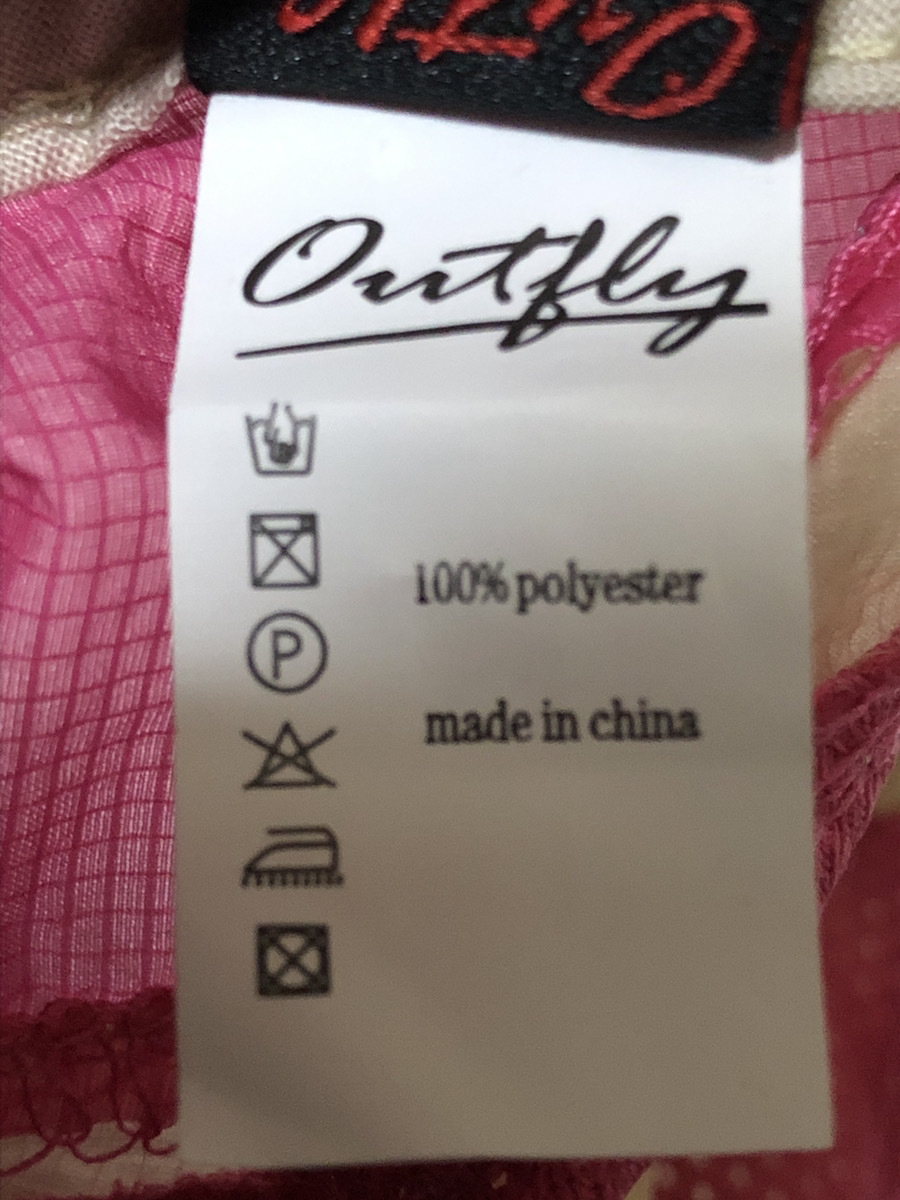 Outfly
100% polyester
P
made in china